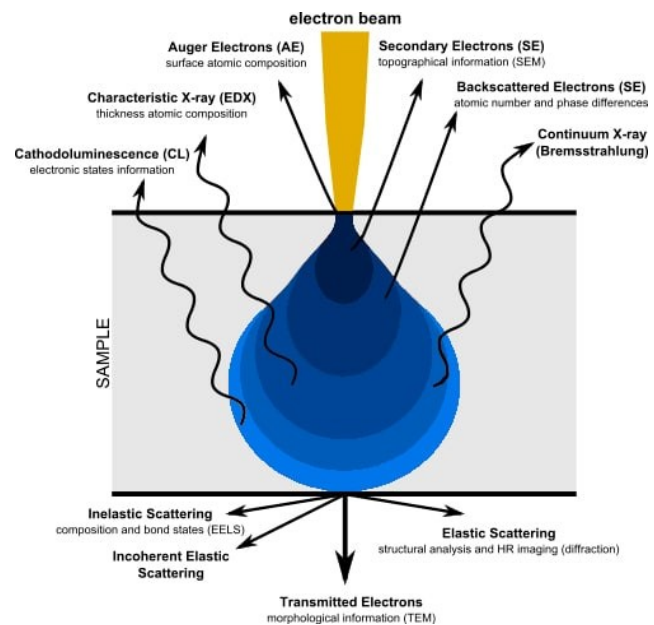 electron beam
Auger Electrons (AE)
surface atomic composition
Secondary Electrons (SE)
topographical information (SEM)
Characteristic X-ray (EDX)
thickness atomic composition
Backscattered Electrons (SE)
atomic number and phase differences
Cathodoluminescence (CL)
electronic states information
Continuum X-ray
(Bremsstrahlung)
SAMPLE
Inelastic Scattering
composition and bond states (EELS)
Incoherent Elastic
Scattering
Elastic Scattering
structural analysis and HR imaging (diffraction)
Transmitted Electrons
morphological information (TEM)